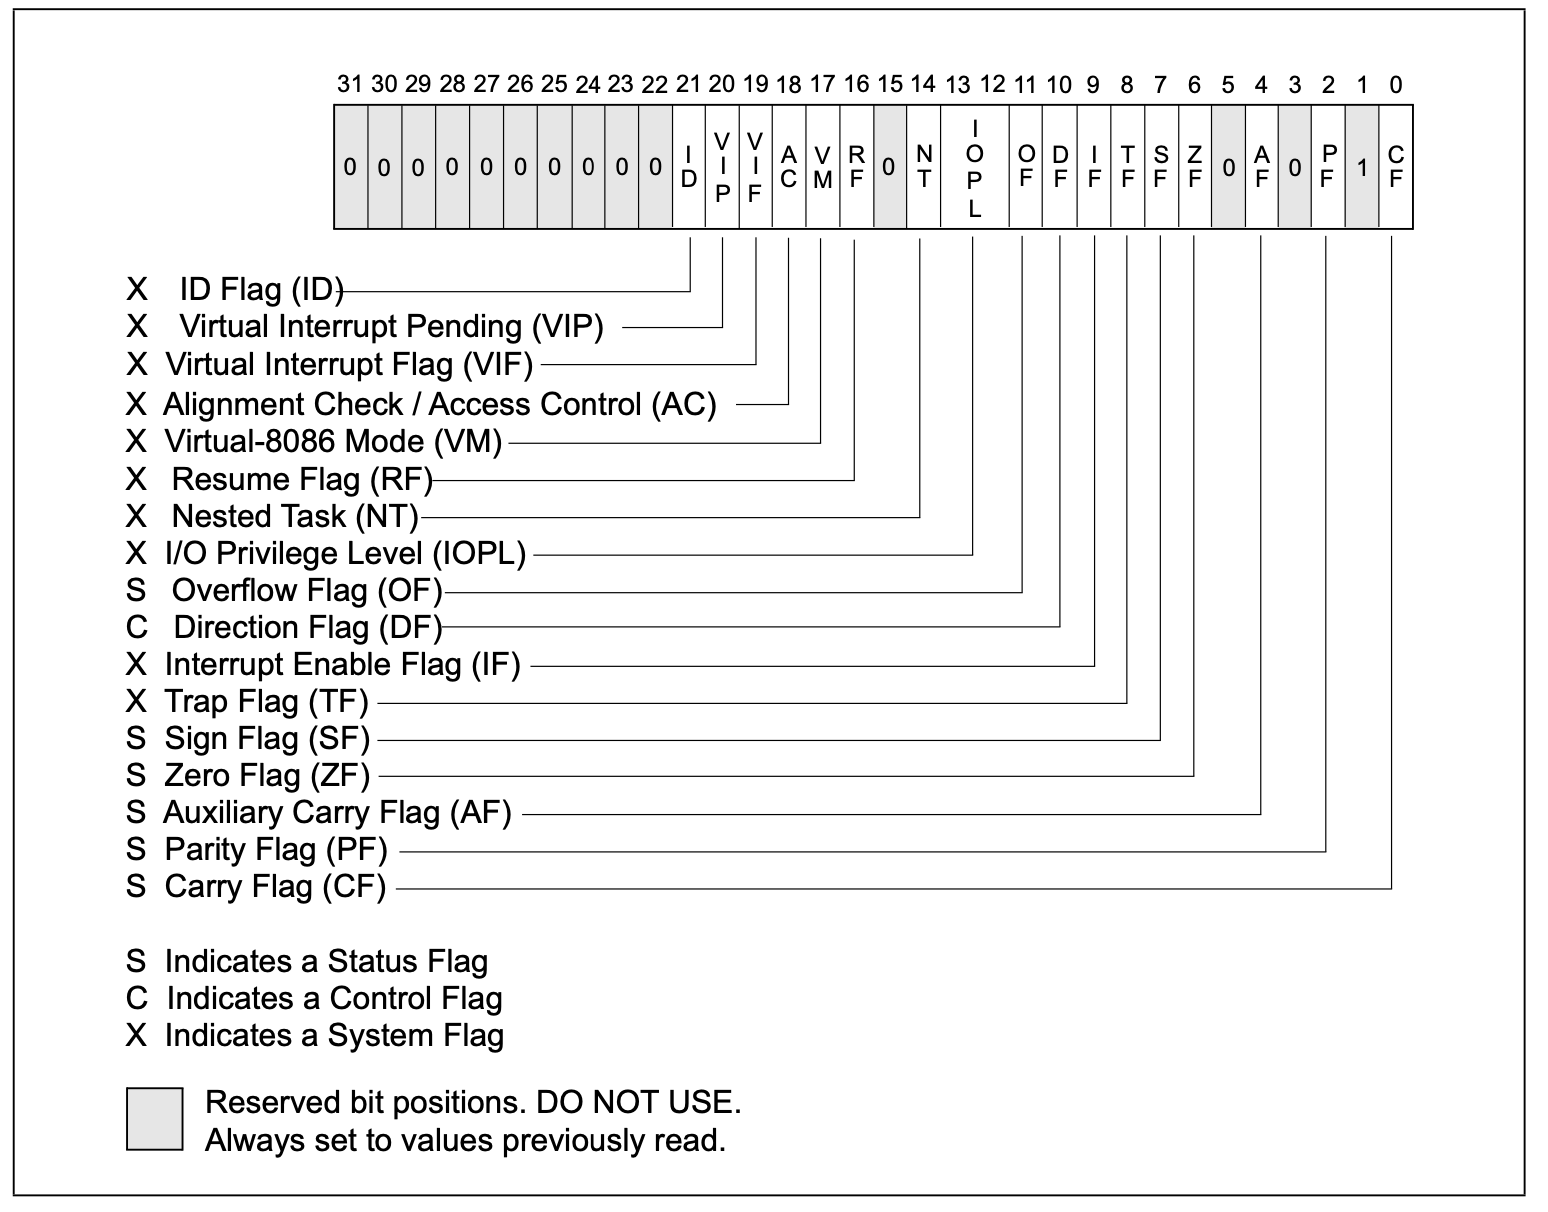 31 30 29 28 27 26 25 24 23 22 21 20 19 18 17 16 15 14 13 12 11 10 9 8 7 6 5 4 3 2 1 0
0 0 0 0 0 0 0 0 0 0 ID VIP VIF AC VM RF 0 NT IOPL OF DF IF TF SF ZF 0 AF 0 PF 1 CF
X ID Flag (ID)
X Virtual Interrupt Pending (VIP)
X Virtual Interrupt Flag (VIF)
X Alignment Check / Access Control (AC)
X Virtual-8086 Mode (VM)
X Resume Flag (RF)
X Nested Task (NT)
X I/O Privilege Level (IOPL)
S Overflow Flag (OF)
C Direction Flag (DF)
X Interrupt Enable Flag (IF)
X Trap Flag (TF)
S Sign Flag (SF)
S Zero Flag (ZF)
S Auxiliary Carry Flag (AF)
S Parity Flag (PF)
S Carry Flag (CF)
S Indicates a Status Flag
C Indicates a Control Flag
X Indicates a System Flag
Reserved bit positions. DO NOT USE.
Always set to values previously read.